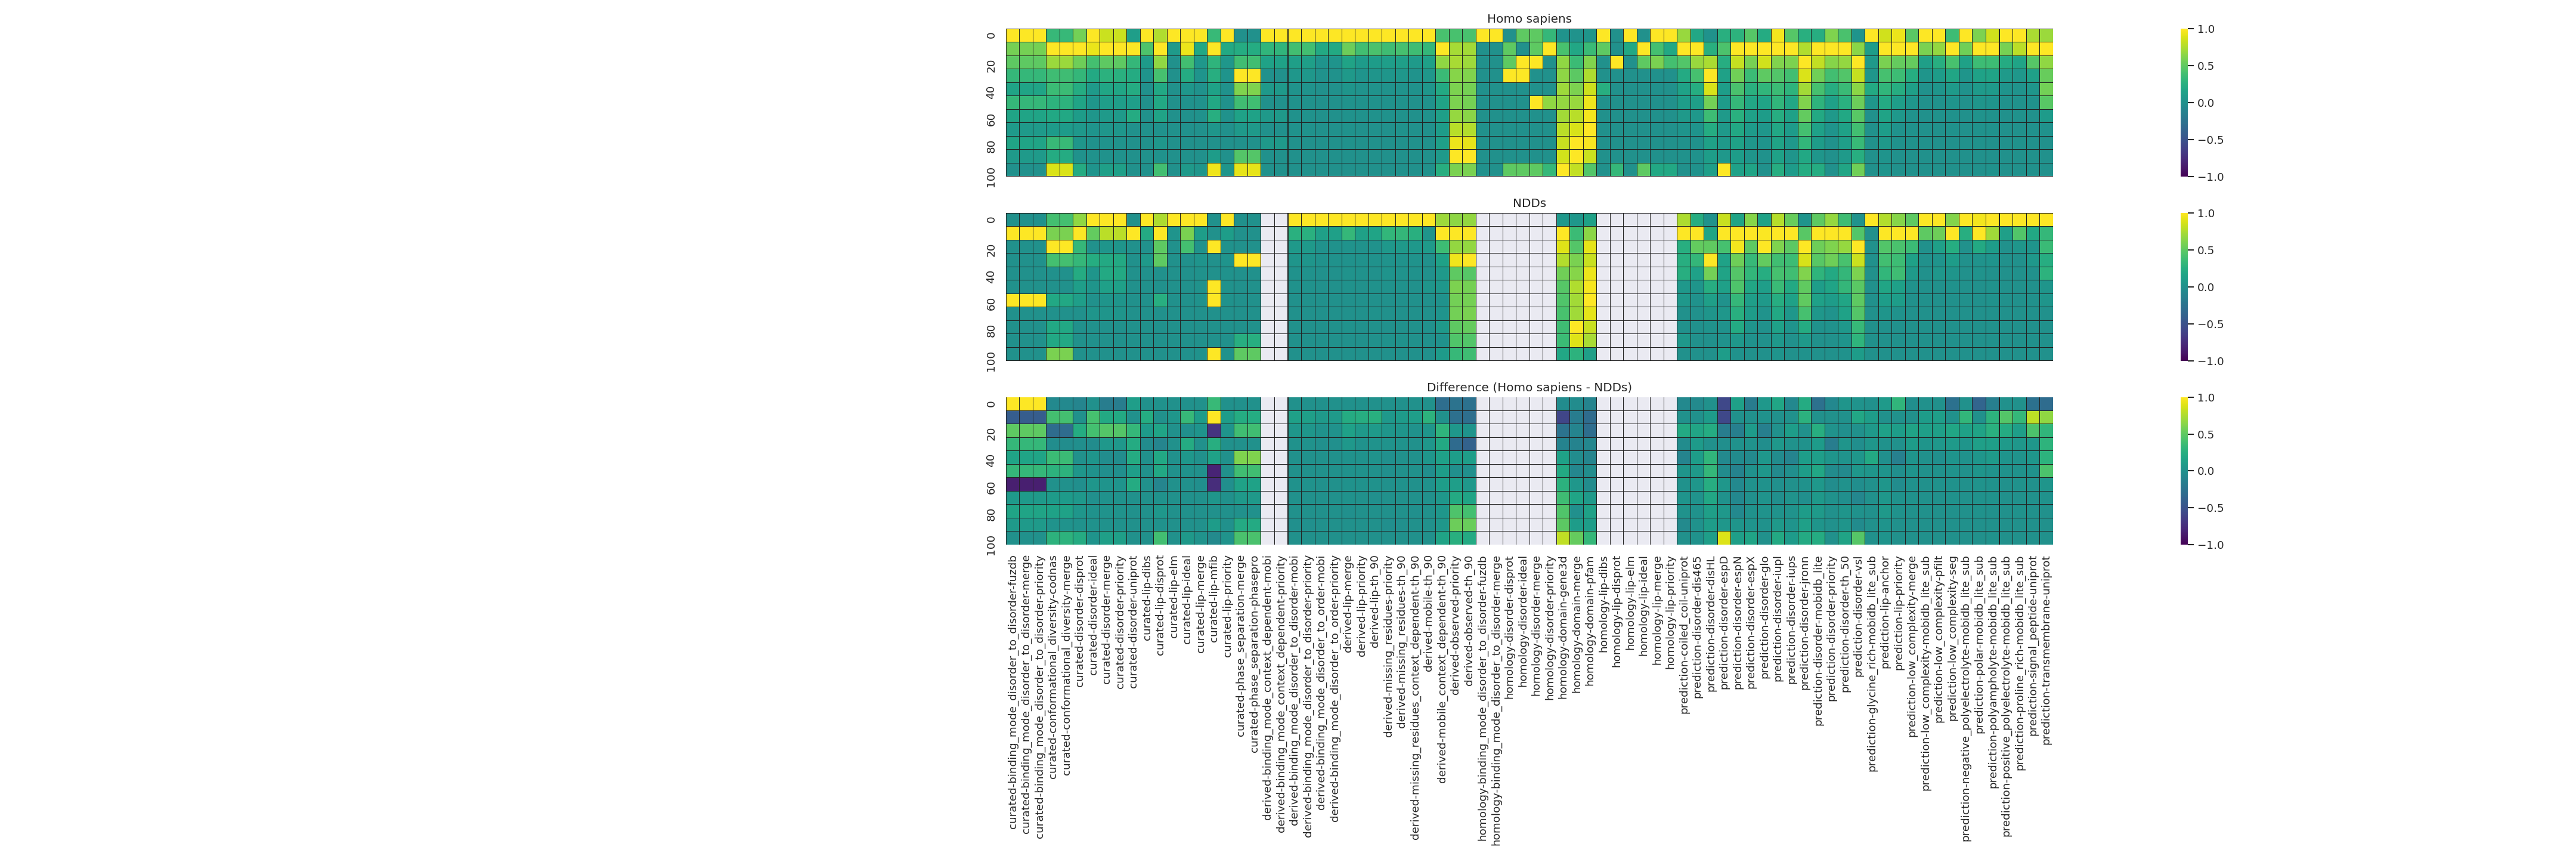 Homo sapiens
0
20
40
60
80
100
1.0
0.5
0.0
−0.5
−1.0
NDDs
0
20
40
60
80
100
1.0
0.5
0.0
−0.5
−1.0
Difference (Homo sapiens - NDDs)
0
20
40
60
80
100
1.0
0.5
0.0
−0.5
−1.0
curated-binding_mode_disorder_to_disorder-fuzdb
curated-binding_mode_disorder_to_disorder-merge
curated-binding_mode_disorder_to_disorder-priority
curated-conformational_diversity-codnas
curated-conformational_diversity-merge
curated-disorder-disprot
curated-disorder-ideal
curated-disorder-merge
curated-disorder-priority
curated-disorder-uniprot
curated-lip-dibs
curated-lip-disprot
curated-lip-elm
curated-lip-ideal
curated-lip-merge
curated-lip-mfib
curated-lip-priority
curated-phase_separation-merge
curated-phase_separation-phasepro
derived-binding_mode_context_dependent-mobi
derived-binding_mode_context_dependent-priority
derived-binding_mode_disorder_to_disorder-mobi
derived-binding_mode_disorder_to_disorder-priority
derived-binding_mode_disorder_to_order-mobi
derived-binding_mode_disorder_to_order-priority
derived-lip-merge
derived-lip-priority
derived-lip-th_90
derived-missing_residues-priority
derived-missing_residues-th_90
derived-missing_residues_context_dependent-th_90
derived-mobile-th_90
derived-mobile_context_dependent-th_90
derived-observed-priority
derived-observed-th_90
homology-binding_mode_disorder_to_disorder-fuzdb
homology-binding_mode_disorder_to_disorder-merge
homology-disorder-disprot
homology-disorder-ideal
homology-disorder-merge
homology-disorder-priority
homology-domain-gene3d
homology-domain-merge
homology-domain-pfam
homology-lip-dibs
homology-lip-disprot
homology-lip-elm
homology-lip-ideal
homology-lip-merge
homology-lip-priority
prediction-coiled_coil-uniprot
prediction-disorder-dis465
prediction-disorder-disHL
prediction-disorder-espD
prediction-disorder-espN
prediction-disorder-espX
prediction-disorder-glo
prediction-disorder-iupl
prediction-disorder-iups
prediction-disorder-jronn
prediction-disorder-mobidb_lite
prediction-disorder-priority
prediction-disorder-th_50
prediction-disorder-vsl
prediction-glycine_rich-mobidb_lite_sub
prediction-lip-anchor
prediction-lip-priority
prediction-low_complexity-merge
prediction-low_complexity-mobidb_lite_sub
prediction-low_complexity-pfilt
prediction-low_complexity-seg
prediction-negative_polyelectrolyte-mobidb_lite_sub
prediction-polar-mobidb_lite_sub
prediction-polyampholyte-mobidb_lite_sub
prediction-positive_polyelectrolyte-mobidb_lite_sub
prediction-proline_rich-mobidb_lite_sub
prediction-signal_peptide-uniprot
prediction-transmembrane-uniprot